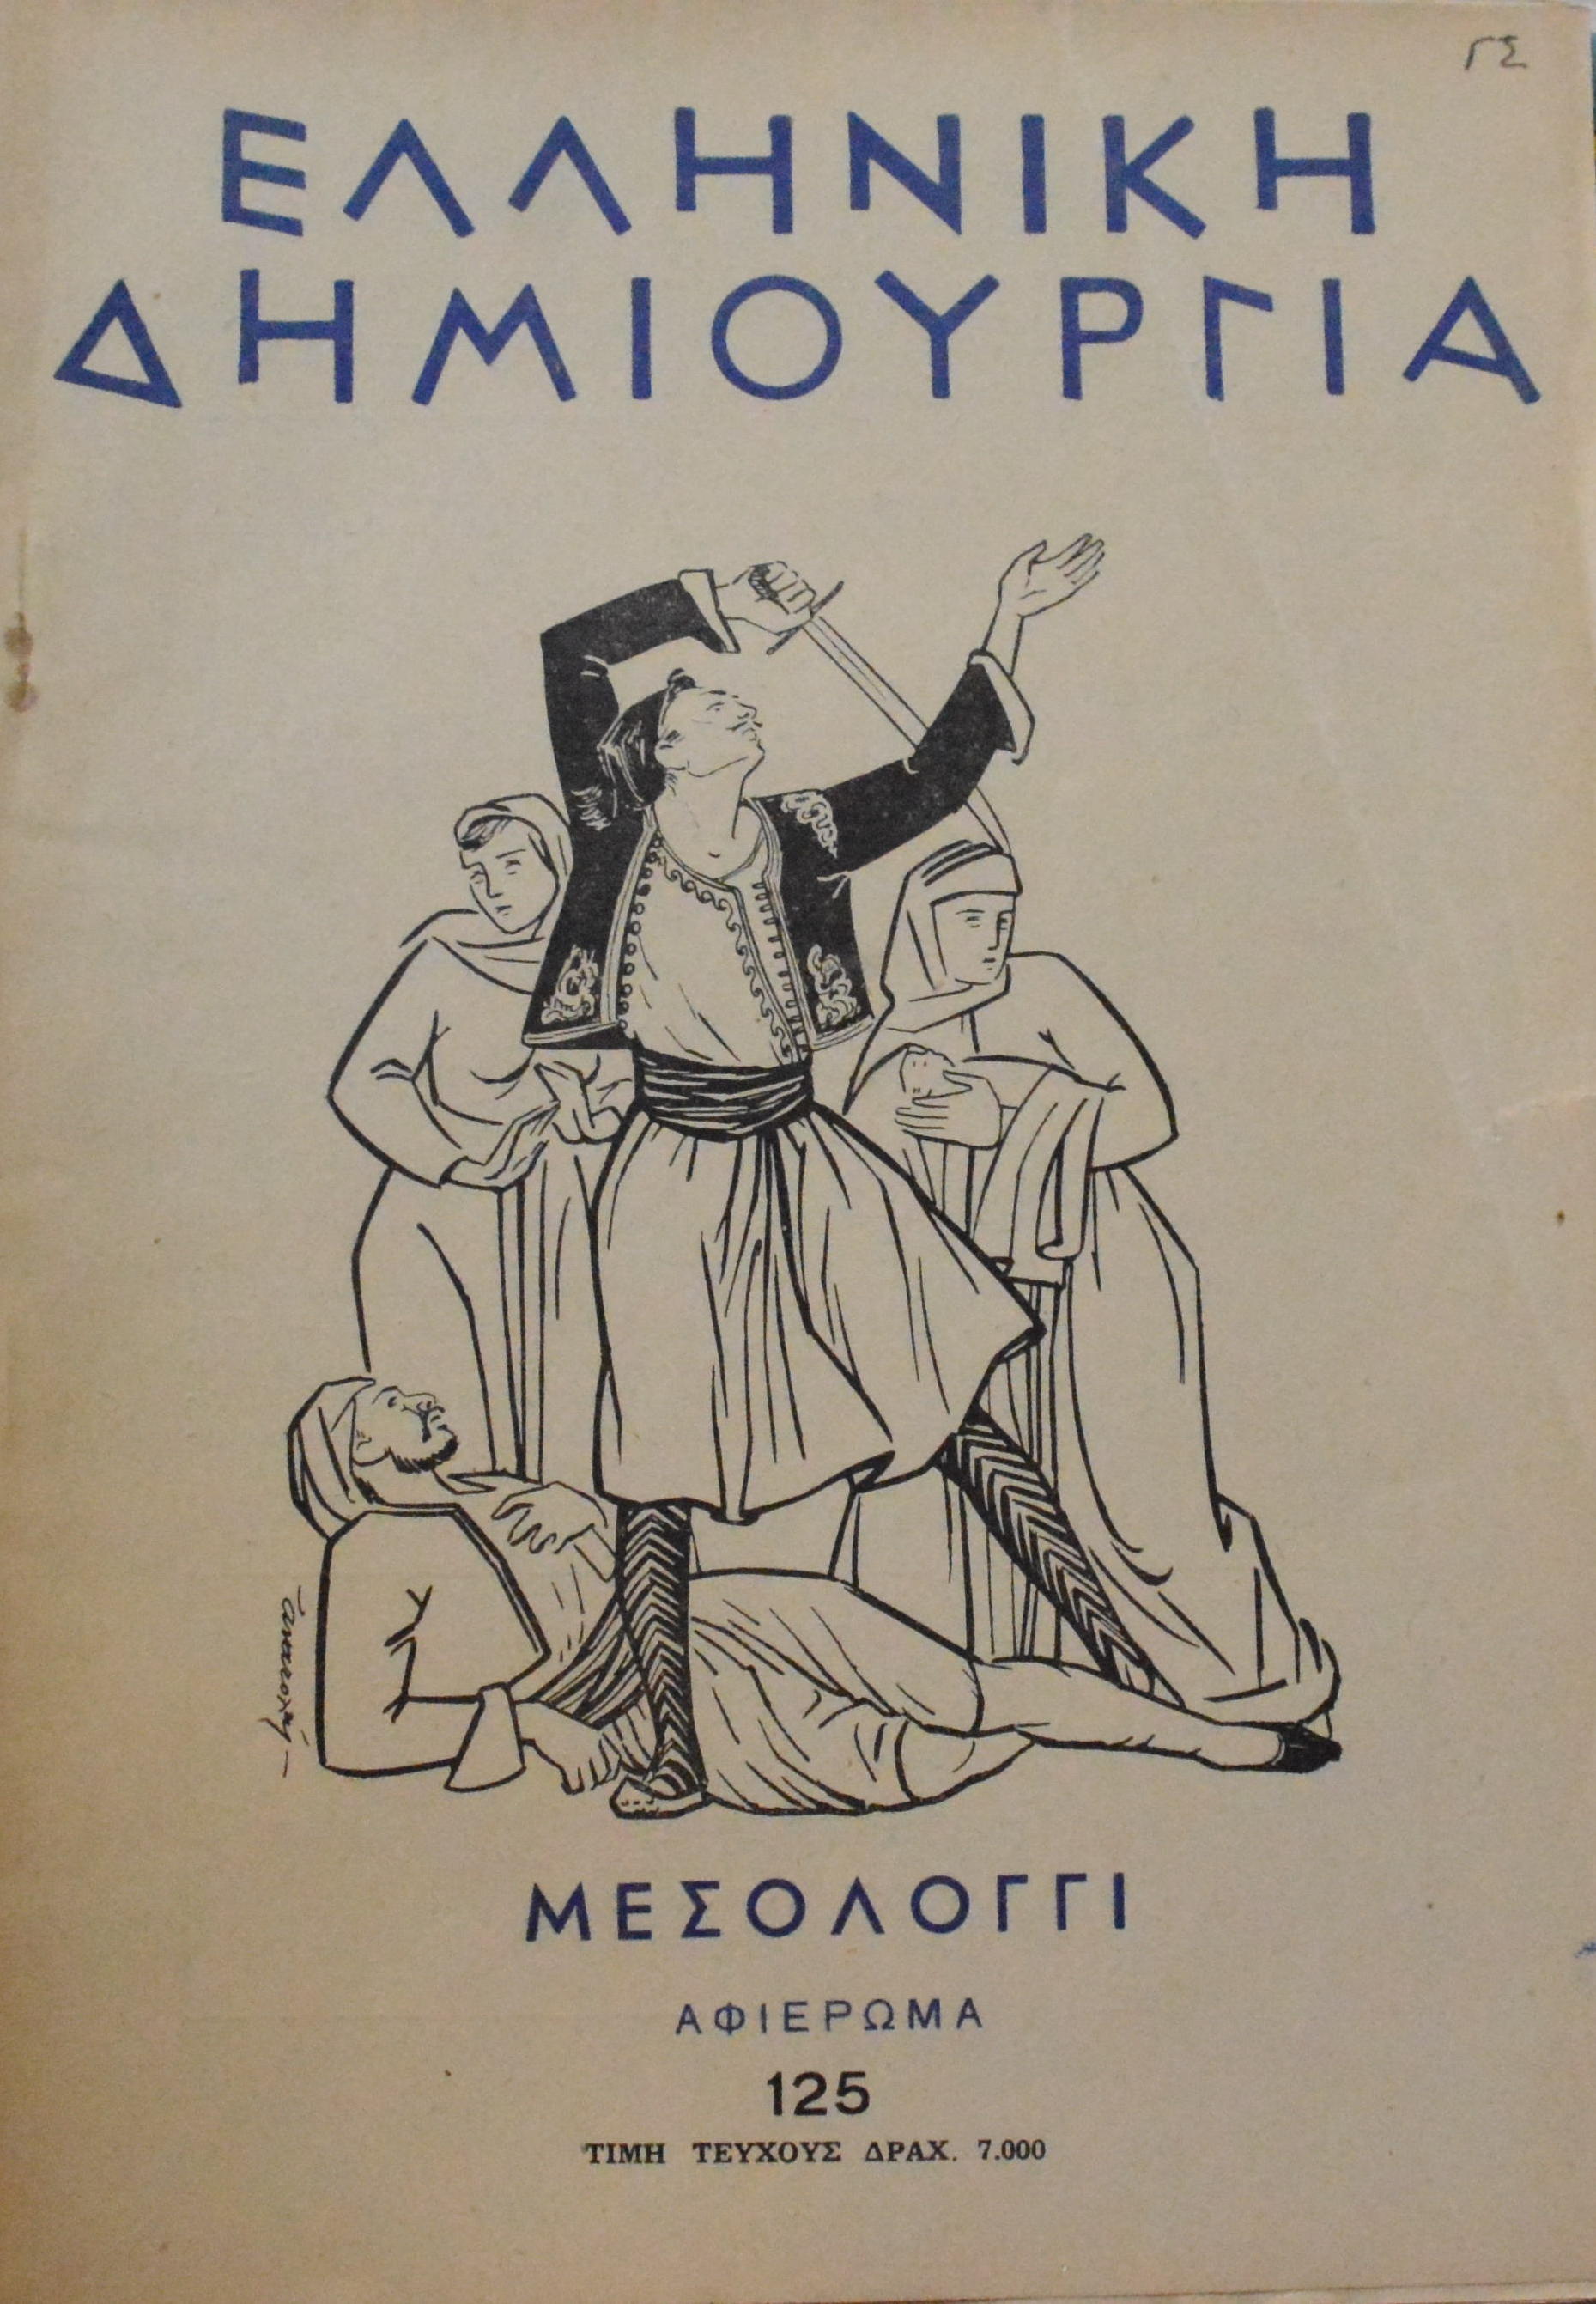 ΓΣ
ΕΛΛΗΝΙΚΗ
ΔΗΜΙΟΥΡΓΙΑ
ΜΕΣΟΛΟΓΓΙ
ΑΦΙΕΡΩΜΑ
125
ΤΙΜΗ ΤΕΥΧΟΥΣ ΔΡΑΧ. 7.000